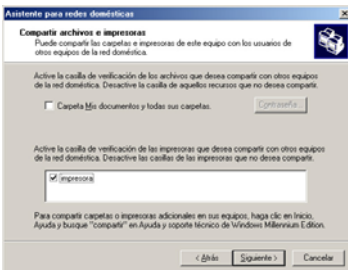 Asistente para redes domésticas
Compartir archivos e impresoras
Puede compartir las carpetas e impresoras de este equipo con los usuarios de
otros equipos de la red doméstica.
Active la casilla de verificación de los archivos que desea compartir con otros equipos
de la red doméstica. Desactive la casilla de aquellos recursos que no desea compartir.
Carpeta Mis documentos y todas sus carpetas.
Contraseña...
Active la casilla de verificación de las impresoras que desea compartir con otros equipos
de la red doméstica. Desactive las casillas de las impresoras que no desea compartir.
impresora
Para compartir carpetas o impresoras adicionales en sus equipos, haga clic en Inicio,
Ayuda y busque "compartir" en Ayuda y soporte técnico de Windows Millennium Edition.
< Atrás
Siguiente >
Cancelar